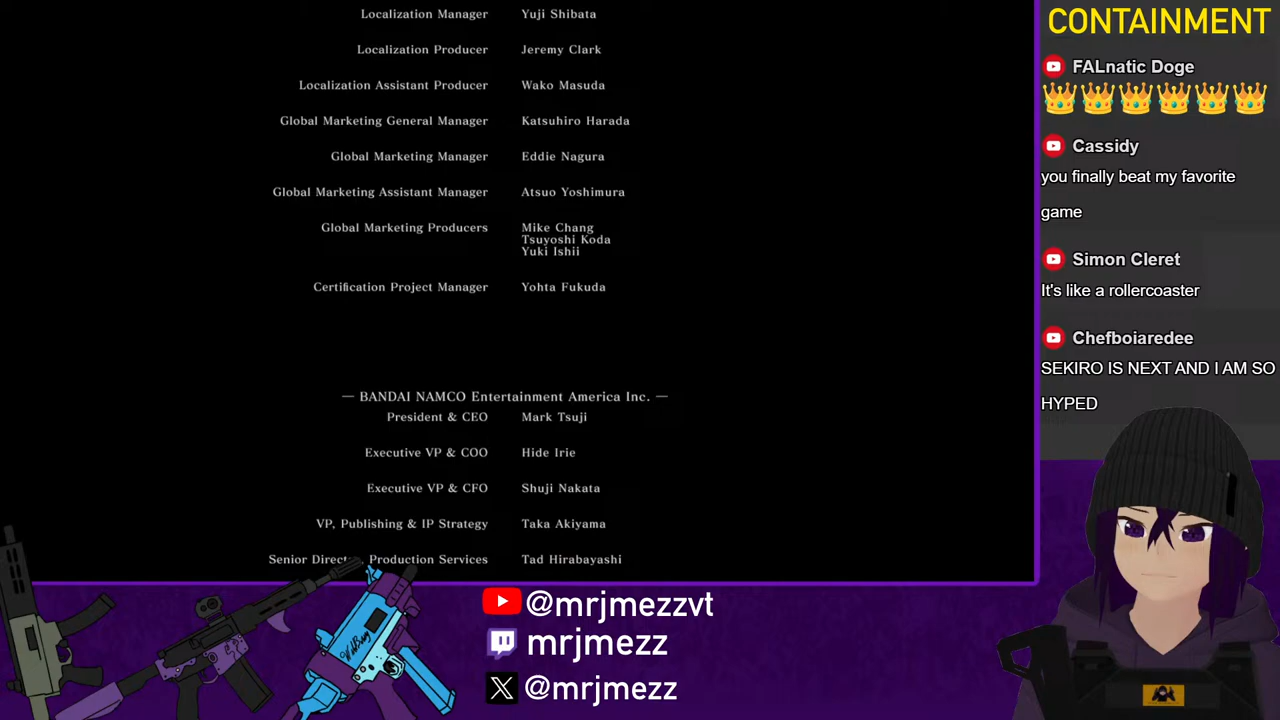 Localization Manager Yuji Shibata
Localization Producer Jeremy Clark
Localization Assistant Producer Wako Masuda
Global Marketing General Manager Katsuhiro Harada
Global Marketing Manager Eddie Nagura
Global Marketing Assistant Manager Atsuo Yoshimura
Global Marketing Producers Mike Chang
Tsuyoshi Koda
Yuki Ishii
Certification Project Manager Yohta Fukuda
— BANDAI NAMCO Entertainment America Inc. —
President & CEO Mark Tsuji
Executive VP & COO Hide Irie
Executive VP & CFO Shuji Nakata
VP, Publishing & IP Strategy Taka Akiyama
Senior Production Services Tad Hirabayashi
CONTAINMENT
FALnatic Doge
Cassidy
you finally beat my favorite
game
Simon Cleret
It's like a rollercoaster
Chefboiaredee
SEKIRO IS NEXT AND I AM SO
HYPED
@mrjmezzvt
mrjmezz
@mrjmezz